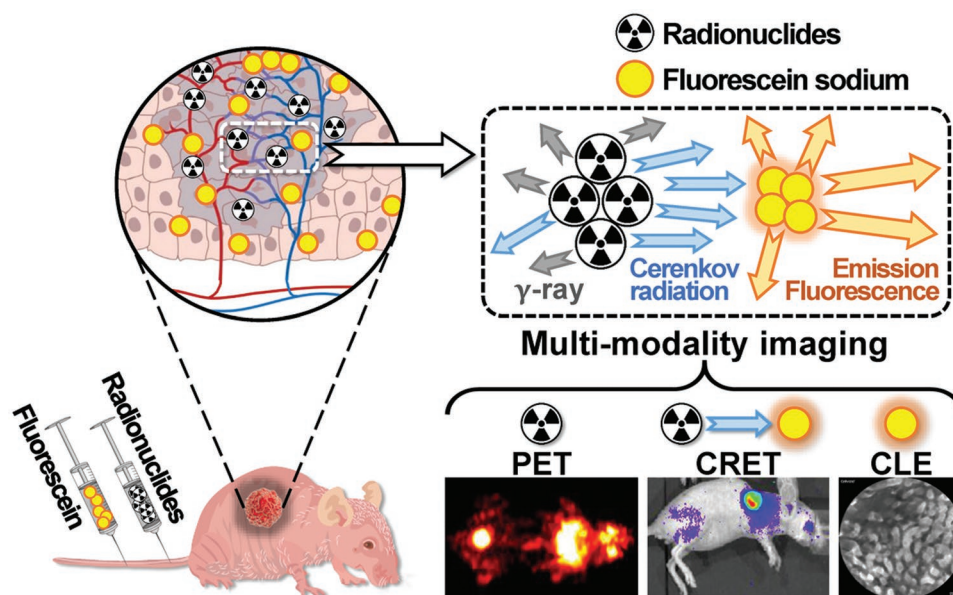 Radionuclides
Fluorescein sodium
γ-ray
Cerenkov
radiation
Emission
Fluorescence
Multi-modality imaging
Fluorescein
Radionuclides
PET
CRET
CLE